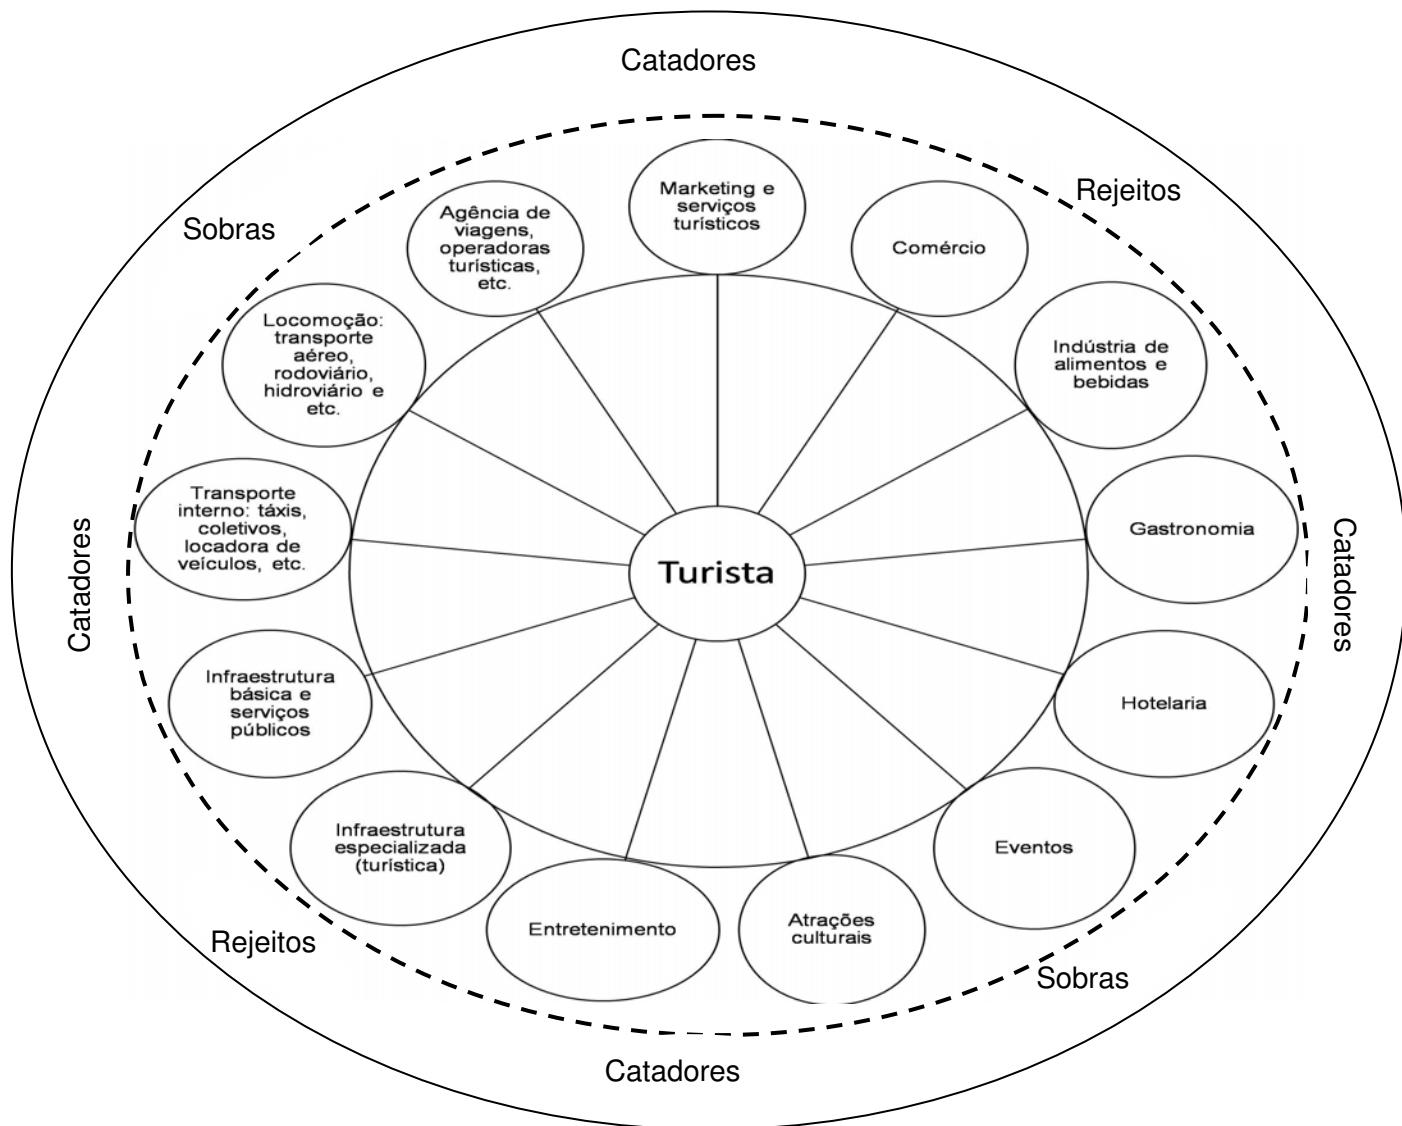 Catadores
Sobras
Rejeitos
Marketing e
serviços
turísticos
Agência de
viagens,
operadoras
turísticas,
etc.
Comércio
Locomoção:
transporte
aéreo,
rodoviário,
hidroviário e
etc.
Indústria de
alimentos e
bebidas
Transporte
interno: táxis,
coletivos,
locadora de
veículos, etc.
Gastronomia
Catadores
Catadores
Turista
Infraestrutura
básica e
serviços
públicos
Hotelaria
Infraestrutura
especializada
(turística)
Eventos
Entretenimento
Atrações
culturais
Rejeitos
Sobras
Catadores